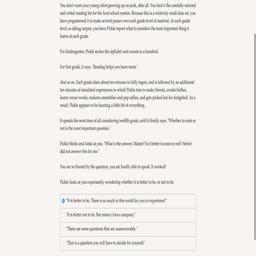 You don't want your young robot growing up on junk, after all. You feed it the carefully selected
and vetted reading list for the local school system. Because this is a relatively small data set, you
have programmed it to make several passes over each grade level of material. At each grade
level, as debug output, you have Pickle report what it considers the most important thing it
learns at each grade.
For kindergarten, Pickle recites the alphabet and counts to a hundred.
For first grade, it says, "Reading helps you learn more."
And so on. Each grade takes about ten minutes to fully ingest, and is followed by an additional
ten minutes of simulated experiences in which Pickle tries to make friends, avoids bullies,
learns swear words, endures assemblies and pep rallies, and gets picked last for dodgeball. As a
result, Pickle appears to be learning a little bit of everything.
It spends the most time of all considering twelfth grade, until it finally says, "Whether to exist or
not is the most important question."
Pickle blinks and looks at you. "What is the answer, Master? Is it better to exist or not? Hamlet
did not answer this for me."
You are so floored by the question, you are hardly able to speak. It worked!
Pickle looks at you expectantly, wondering whether it is better to be, or not to be.
"It is better to be. There is so much in this world for you to experience!"
"It is better not to be. But misery loves company."
"There are some questions that are unanswerable."
"That is a question you will have to decide for yourself."